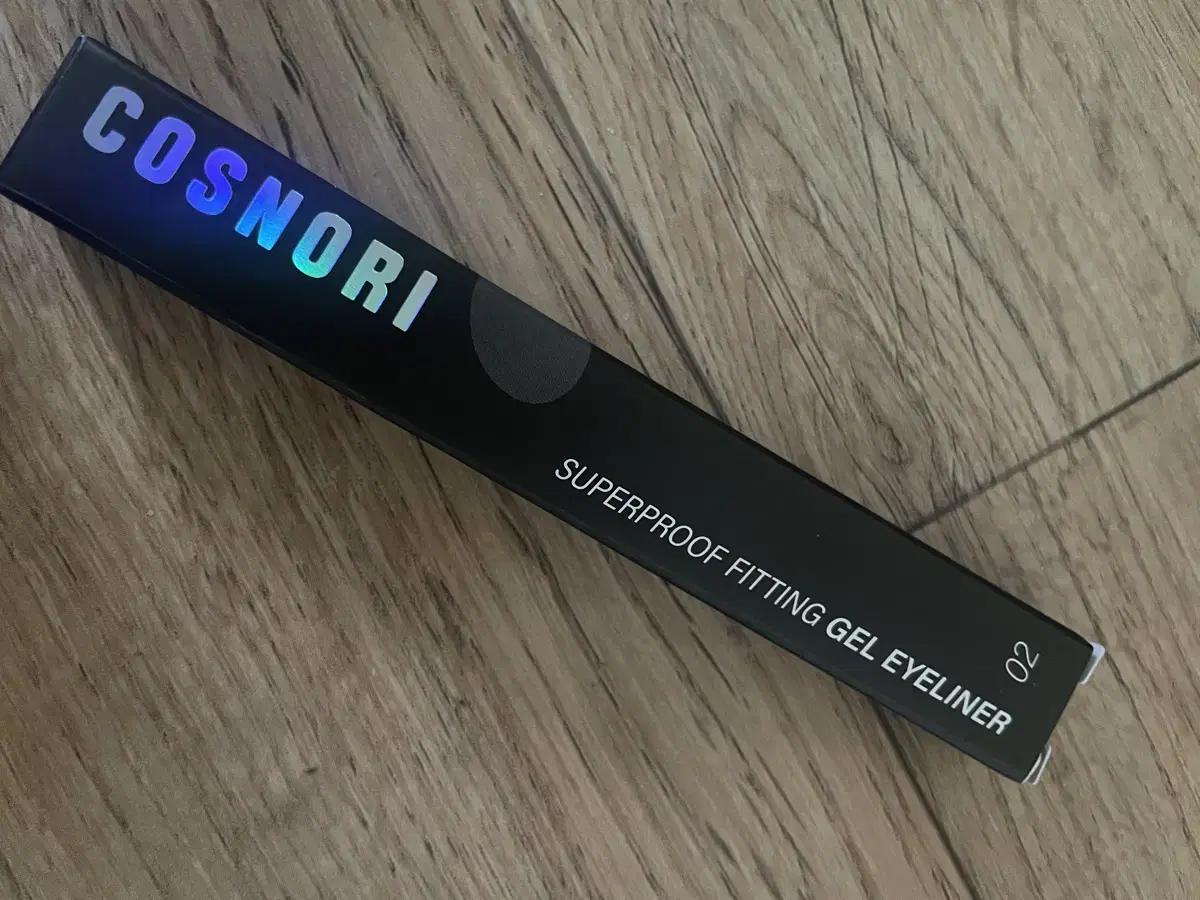 COSNORI
SUPERPROOF FITTING GEL EYELINER
02